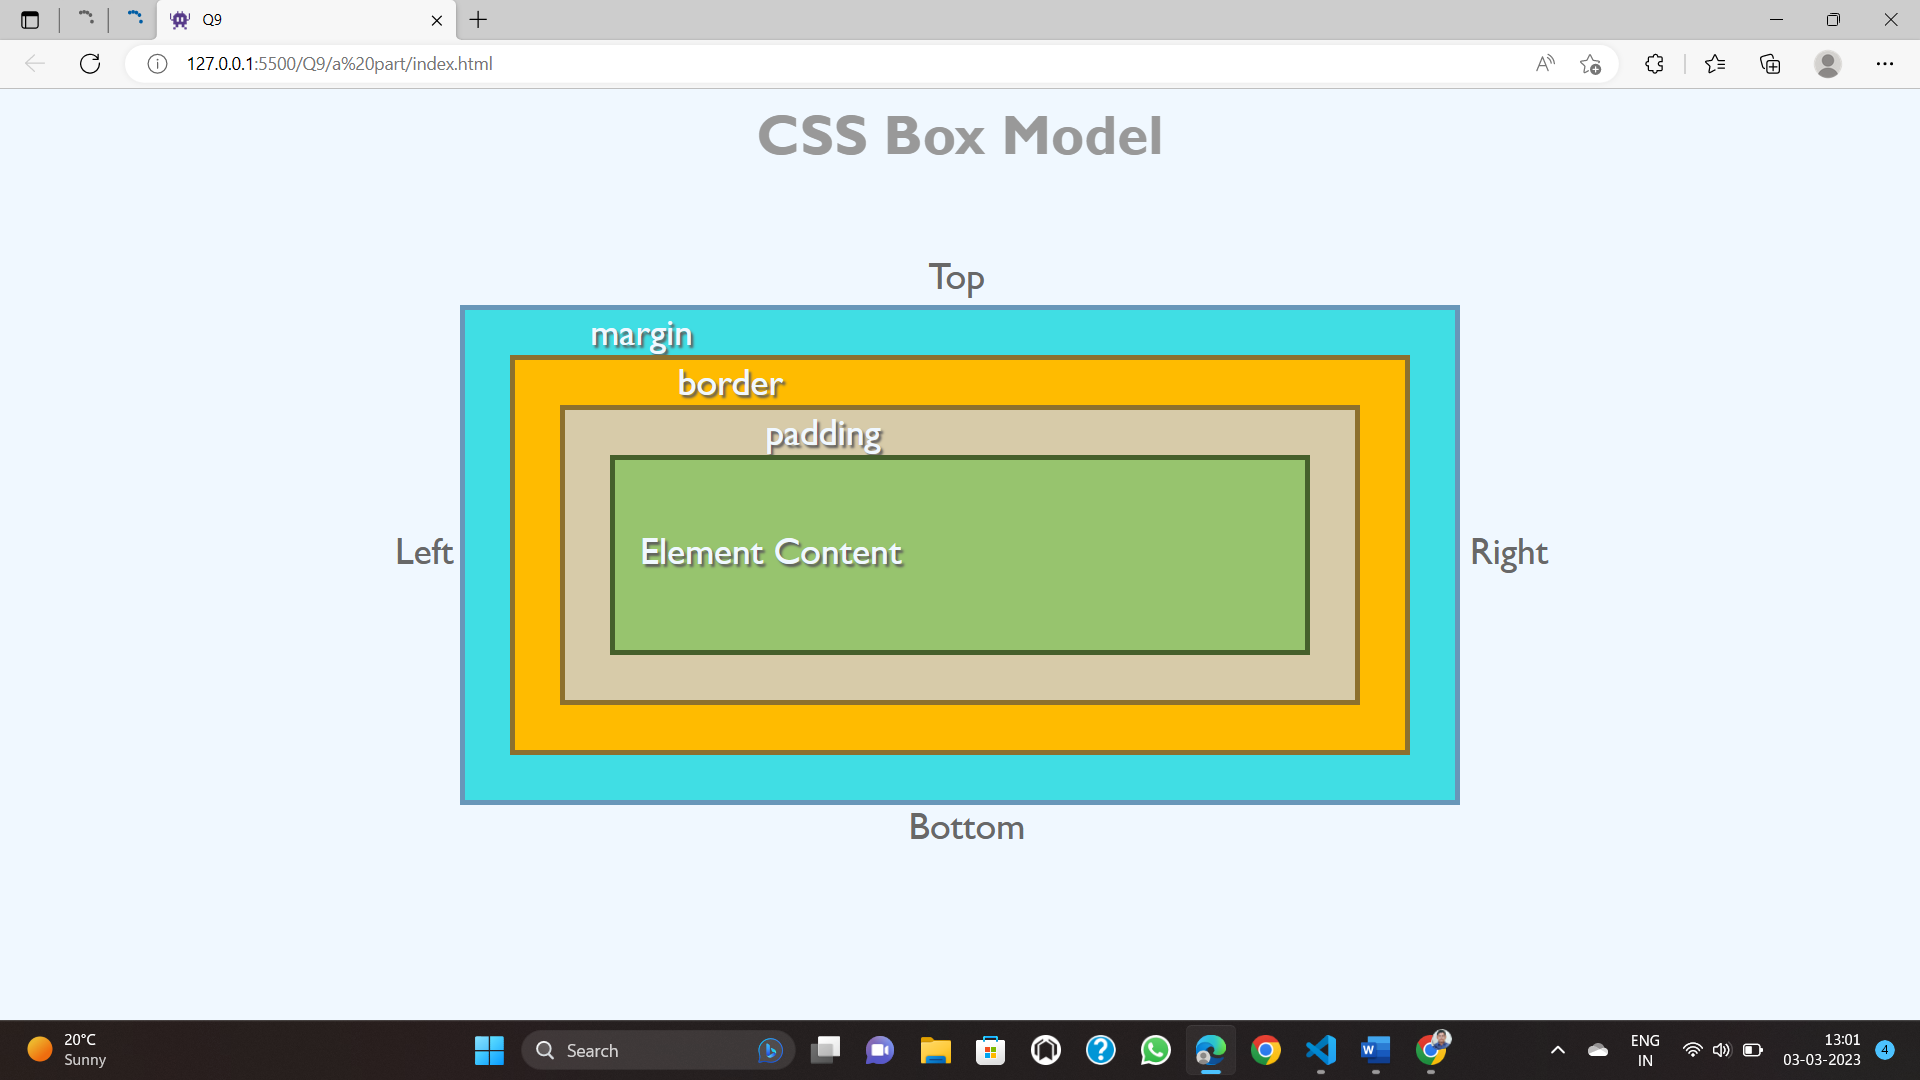 Q9
127.0.0.1:5500/Q9/a%20part/index.html
CSS Box Model
Top
margin
border
padding
Left
Element Content
Right
Bottom
20°C
Sunny
Search
ENG
IN
13:01
03-03-2023
4